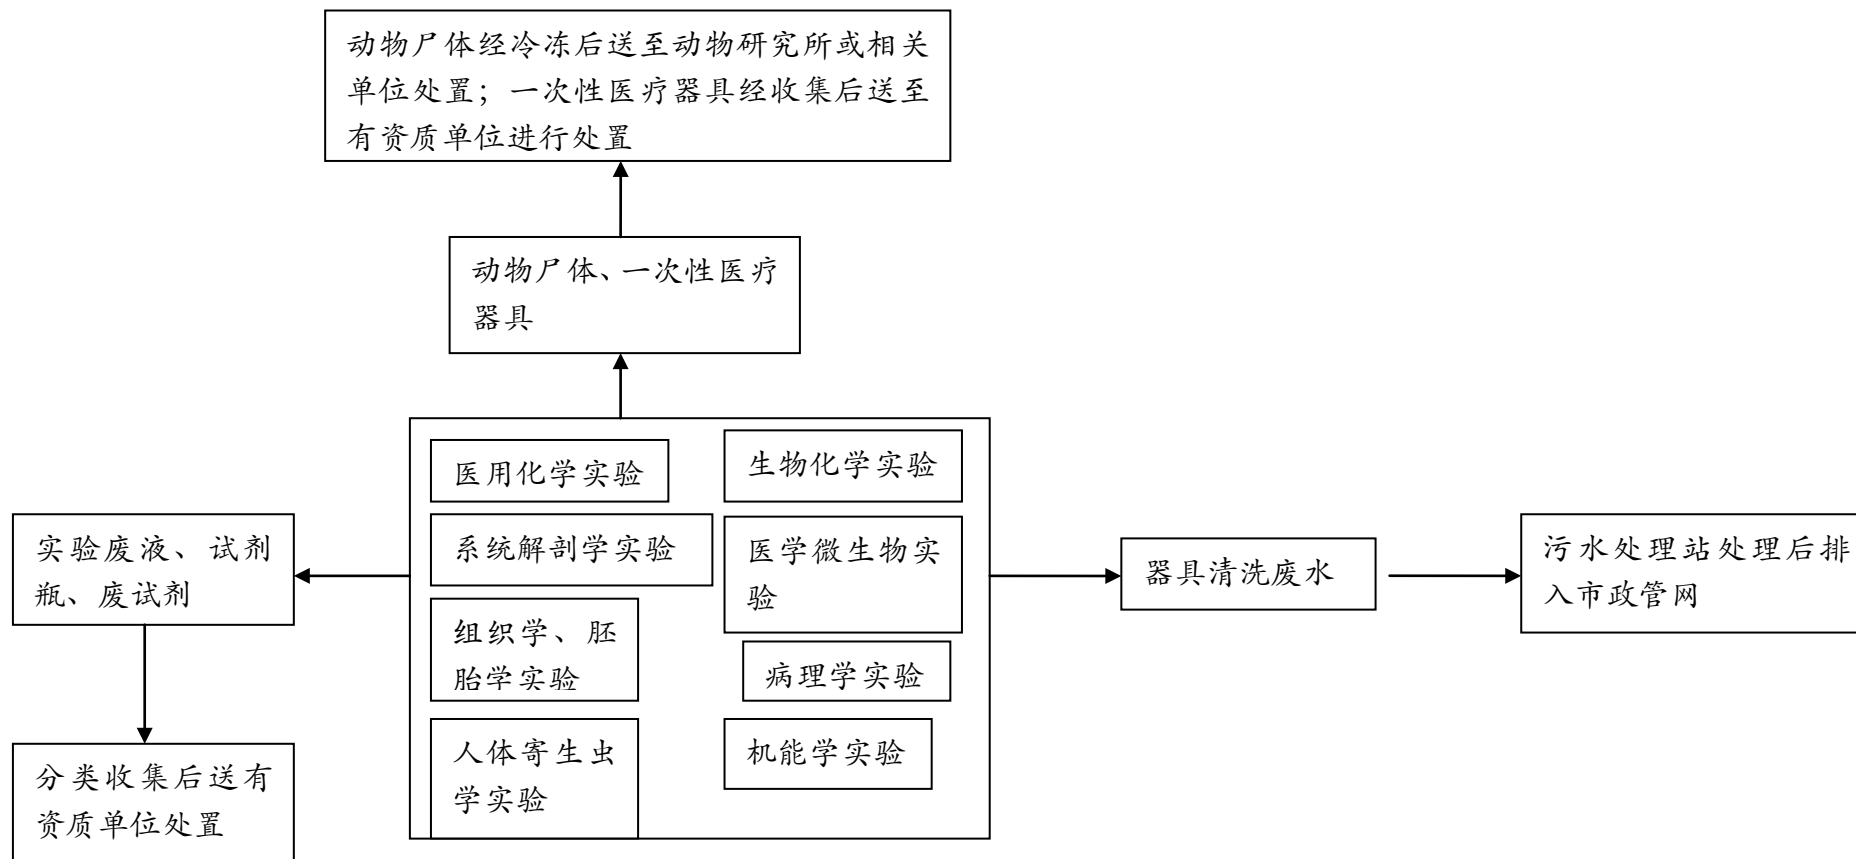 动物尸体经冷冻后送至动物研究所或相关
单位处置；一次性医疗器具经收集后送至
有资质单位进行处置
动物尸体、一次性医疗
器具
医用化学实验
生物化学实验
系统解剖学实验
医学微生物实
验
组织学、胚
胎学实验
病理学实验
人体寄生虫
学实验
机能学实验
实验废液、试剂
瓶、废试剂
分类收集后送有
资质单位处置
器具清洗废水
污水处理站处理后排
入市政管网